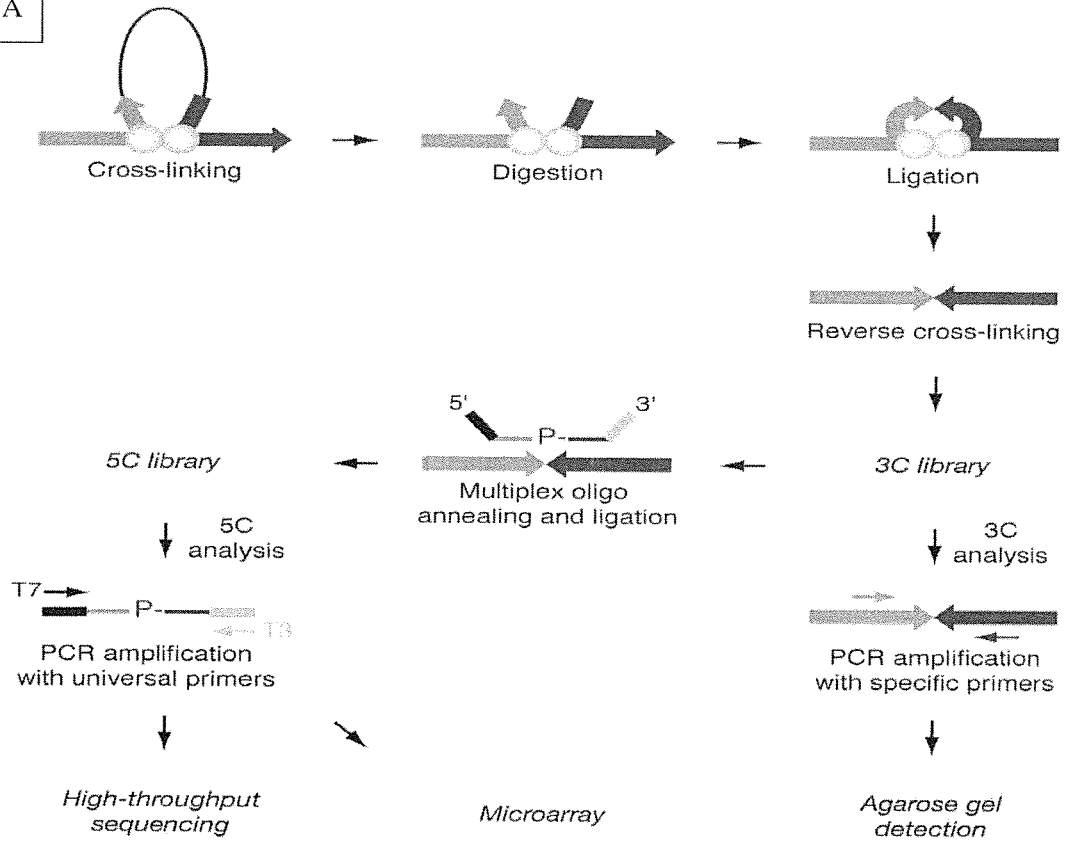 A
Cross-linking
Digestion
Ligation
Reverse cross-linking
5' 3'
P-
5C library
Multiplex oligo
annealing and ligation
3C library
5C
analysis
3C
analysis
T7
P-
T3
PCR amplification
with universal primers
PCR amplification
with specific primers
High-throughput
sequencing
Microarray
Agarose gel
detection